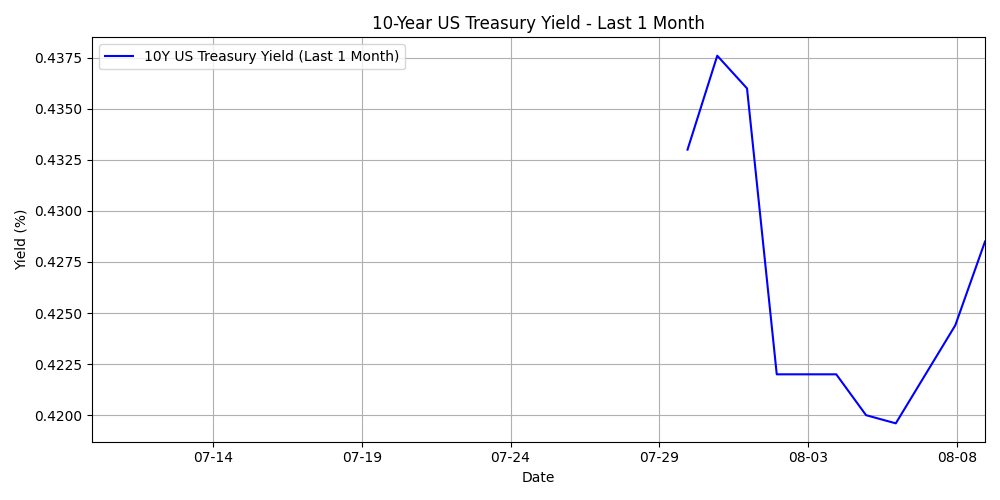 10-Year US Treasury Yield - Last 1 Month
10Y US Treasury Yield (Last 1 Month)
Yield (%)
0.4375
0.4350
0.4325
0.4300
0.4275
0.4250
0.4225
0.4200
07-14 07-19 07-24 07-29 08-03 08-08
Date